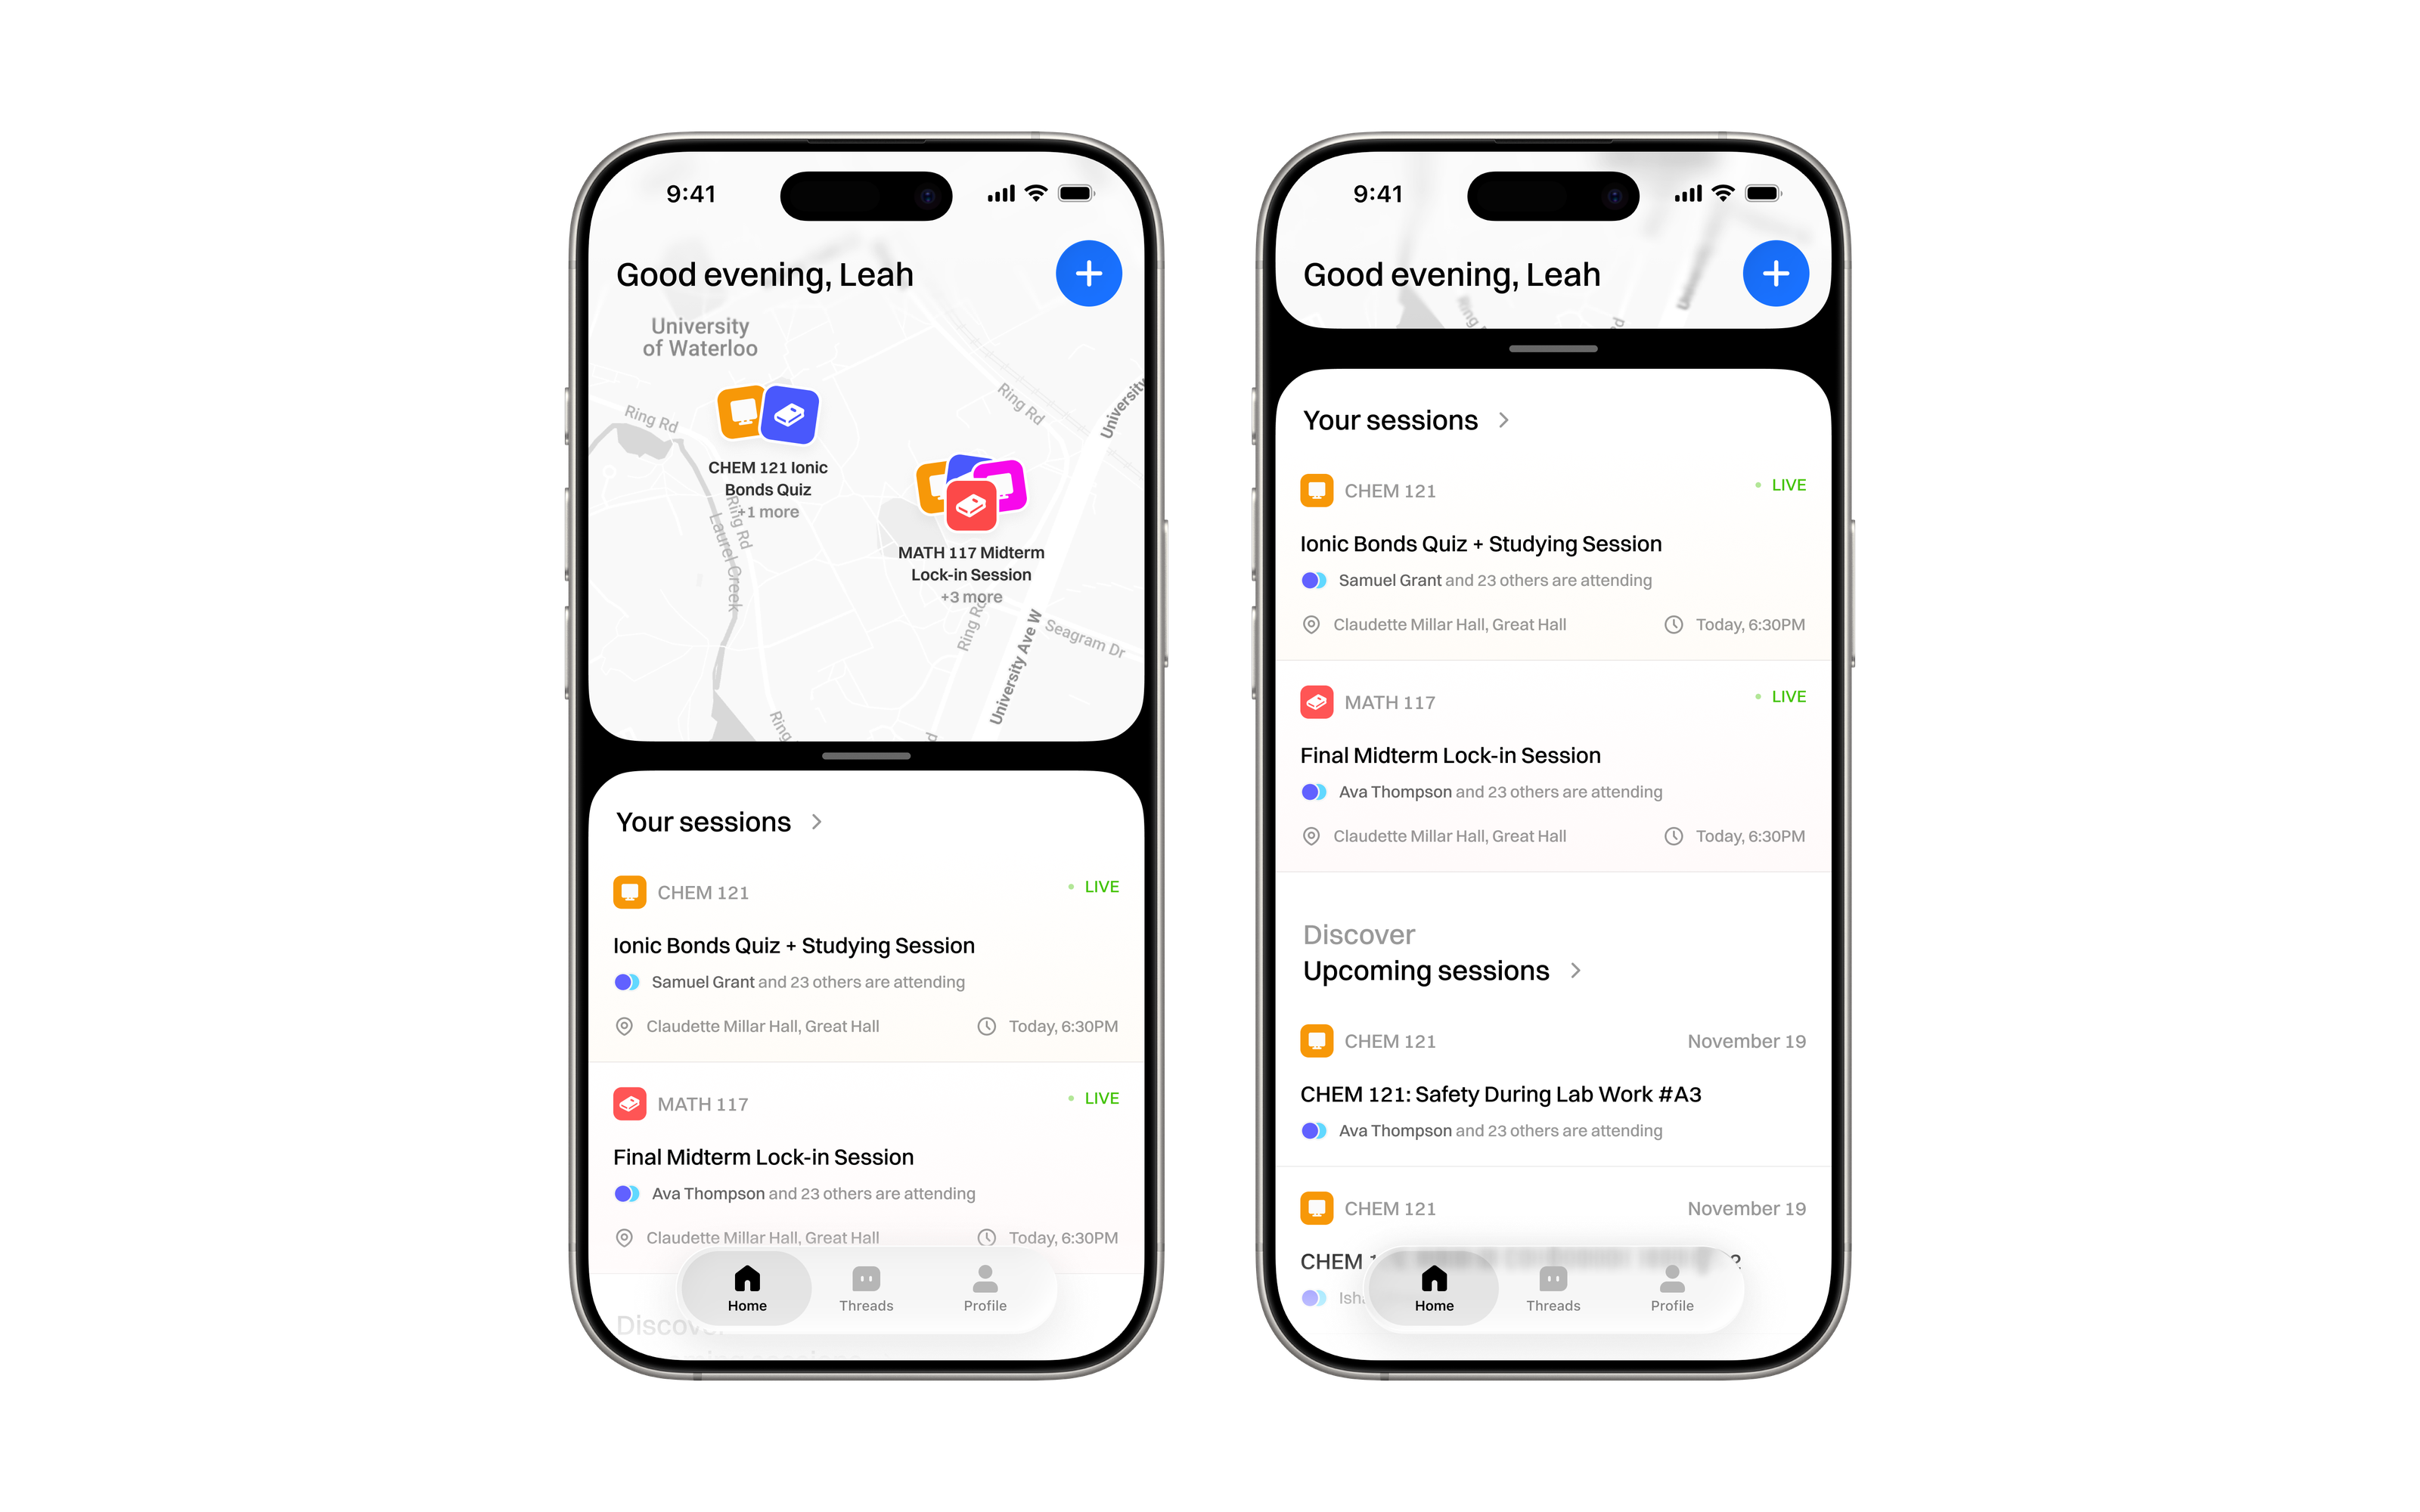 9:41
Good evening, Leah
University
of Waterloo
Ring Rd
Ring Rd
University
CHEM 121 Ionic
Bonds Quiz
+1 more
Ring Rd
Laurel Creek
MATH 117 Midterm
Lock-in Session
+3 more
Ring Rd
University Ave W
Seagram Dr
Ring
d
Your sessions
CHEM 121
LIVE
Ionic Bonds Quiz + Studying Session
Samuel Grant and 23 others are attending
Claudette Millar Hall, Great Hall
Today, 6:30PM
MATH 117
LIVE
Final Midterm Lock-in Session
Ava Thompson and 23 others are attending
Claudette Millar Hall, Great Hall
Today, 6:30PM
Discover
Home
Threads
Profile
9:41
Good evening, Leah
Ring
University
d
Your sessions
CHEM 121
LIVE
Ionic Bonds Quiz + Studying Session
Samuel Grant and 23 others are attending
Claudette Millar Hall, Great Hall
Today, 6:30PM
MATH 117
LIVE
Final Midterm Lock-in Session
Ava Thompson and 23 others are attending
Claudette Millar Hall, Great Hall
Today, 6:30PM
Discover
Upcoming sessions
CHEM 121
November 19
CHEM 121: Safety During Lab Work #A3
Ava Thompson and 23 others are attending
CHEM 121
November 19
CHEM
Home
Threads
Profile